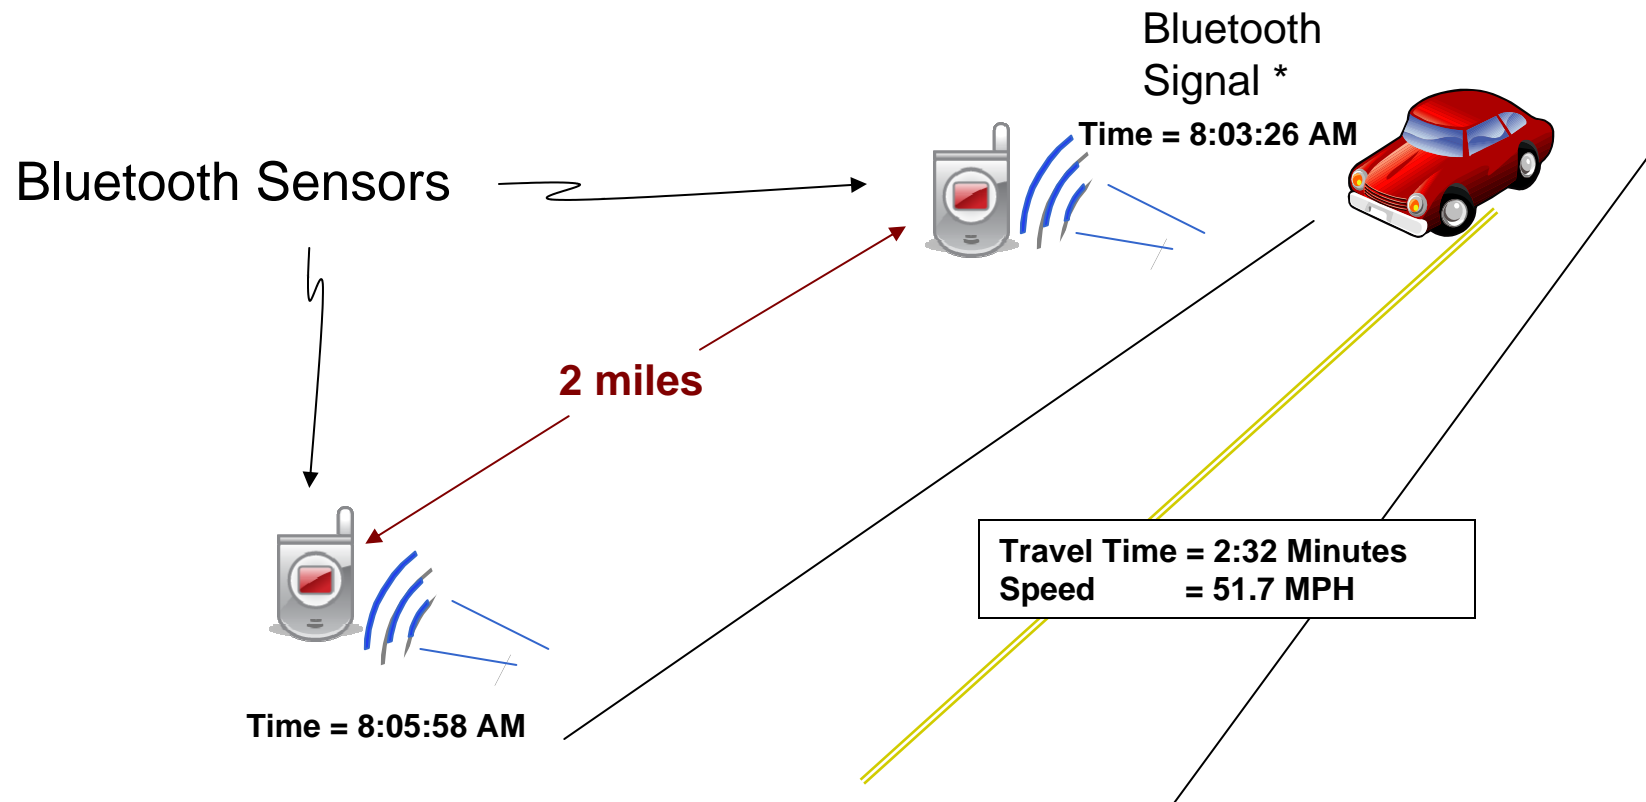 Bluetooth
Signal *
Time = 8:03:26 AM
Bluetooth Sensors
2 miles
Travel Time = 2:32 Minutes
Speed = 51.7 MPH
Time = 8:05:58 AM